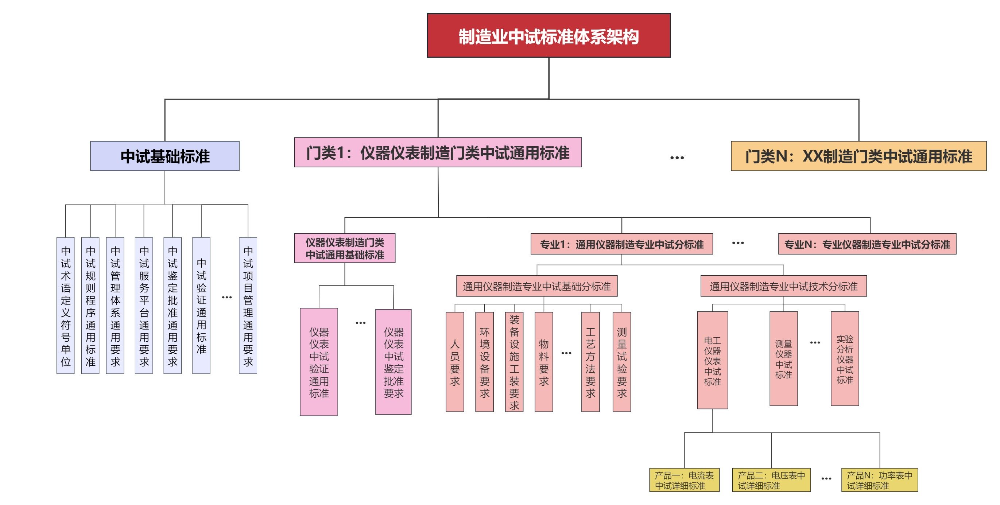 制造业中试标准体系架构
中试基础标准
门类1：仪器仪表制造门类中试通用标准
...
门类N：XX制造门类中试通用标准
中试术语定义符号单位
中试规则程序通用标准
中试管理体系通用要求
中试服务平台通用要求
中试鉴定批准通用要求
中试验证通用标准
...
中试项目管理通用要求
仪器仪表制造门类
中试通用基础标准
专业1：通用仪器制造专业中试分标准
...
专业N：专业仪器制造专业中试分标准
仪器
仪表
中试
验证
通用
标准
...
仪器
仪表
中试
鉴定
批准
要求
通用仪器制造专业中试基础分标准
通用仪器制造专业中试技术分标准
人员要求
环境设备要求
装备设施工装要求
物料要求
...
工艺方法要求
测量试验要求
电工
仪器
仪表
中试
标准
测量
仪器
中试
标准
...
实验
分析
仪器
中试
标准
产品一：电流表
中试详细标准
产品二：电压表中
试详细标准
...
产品N：功率表中
试详细标准